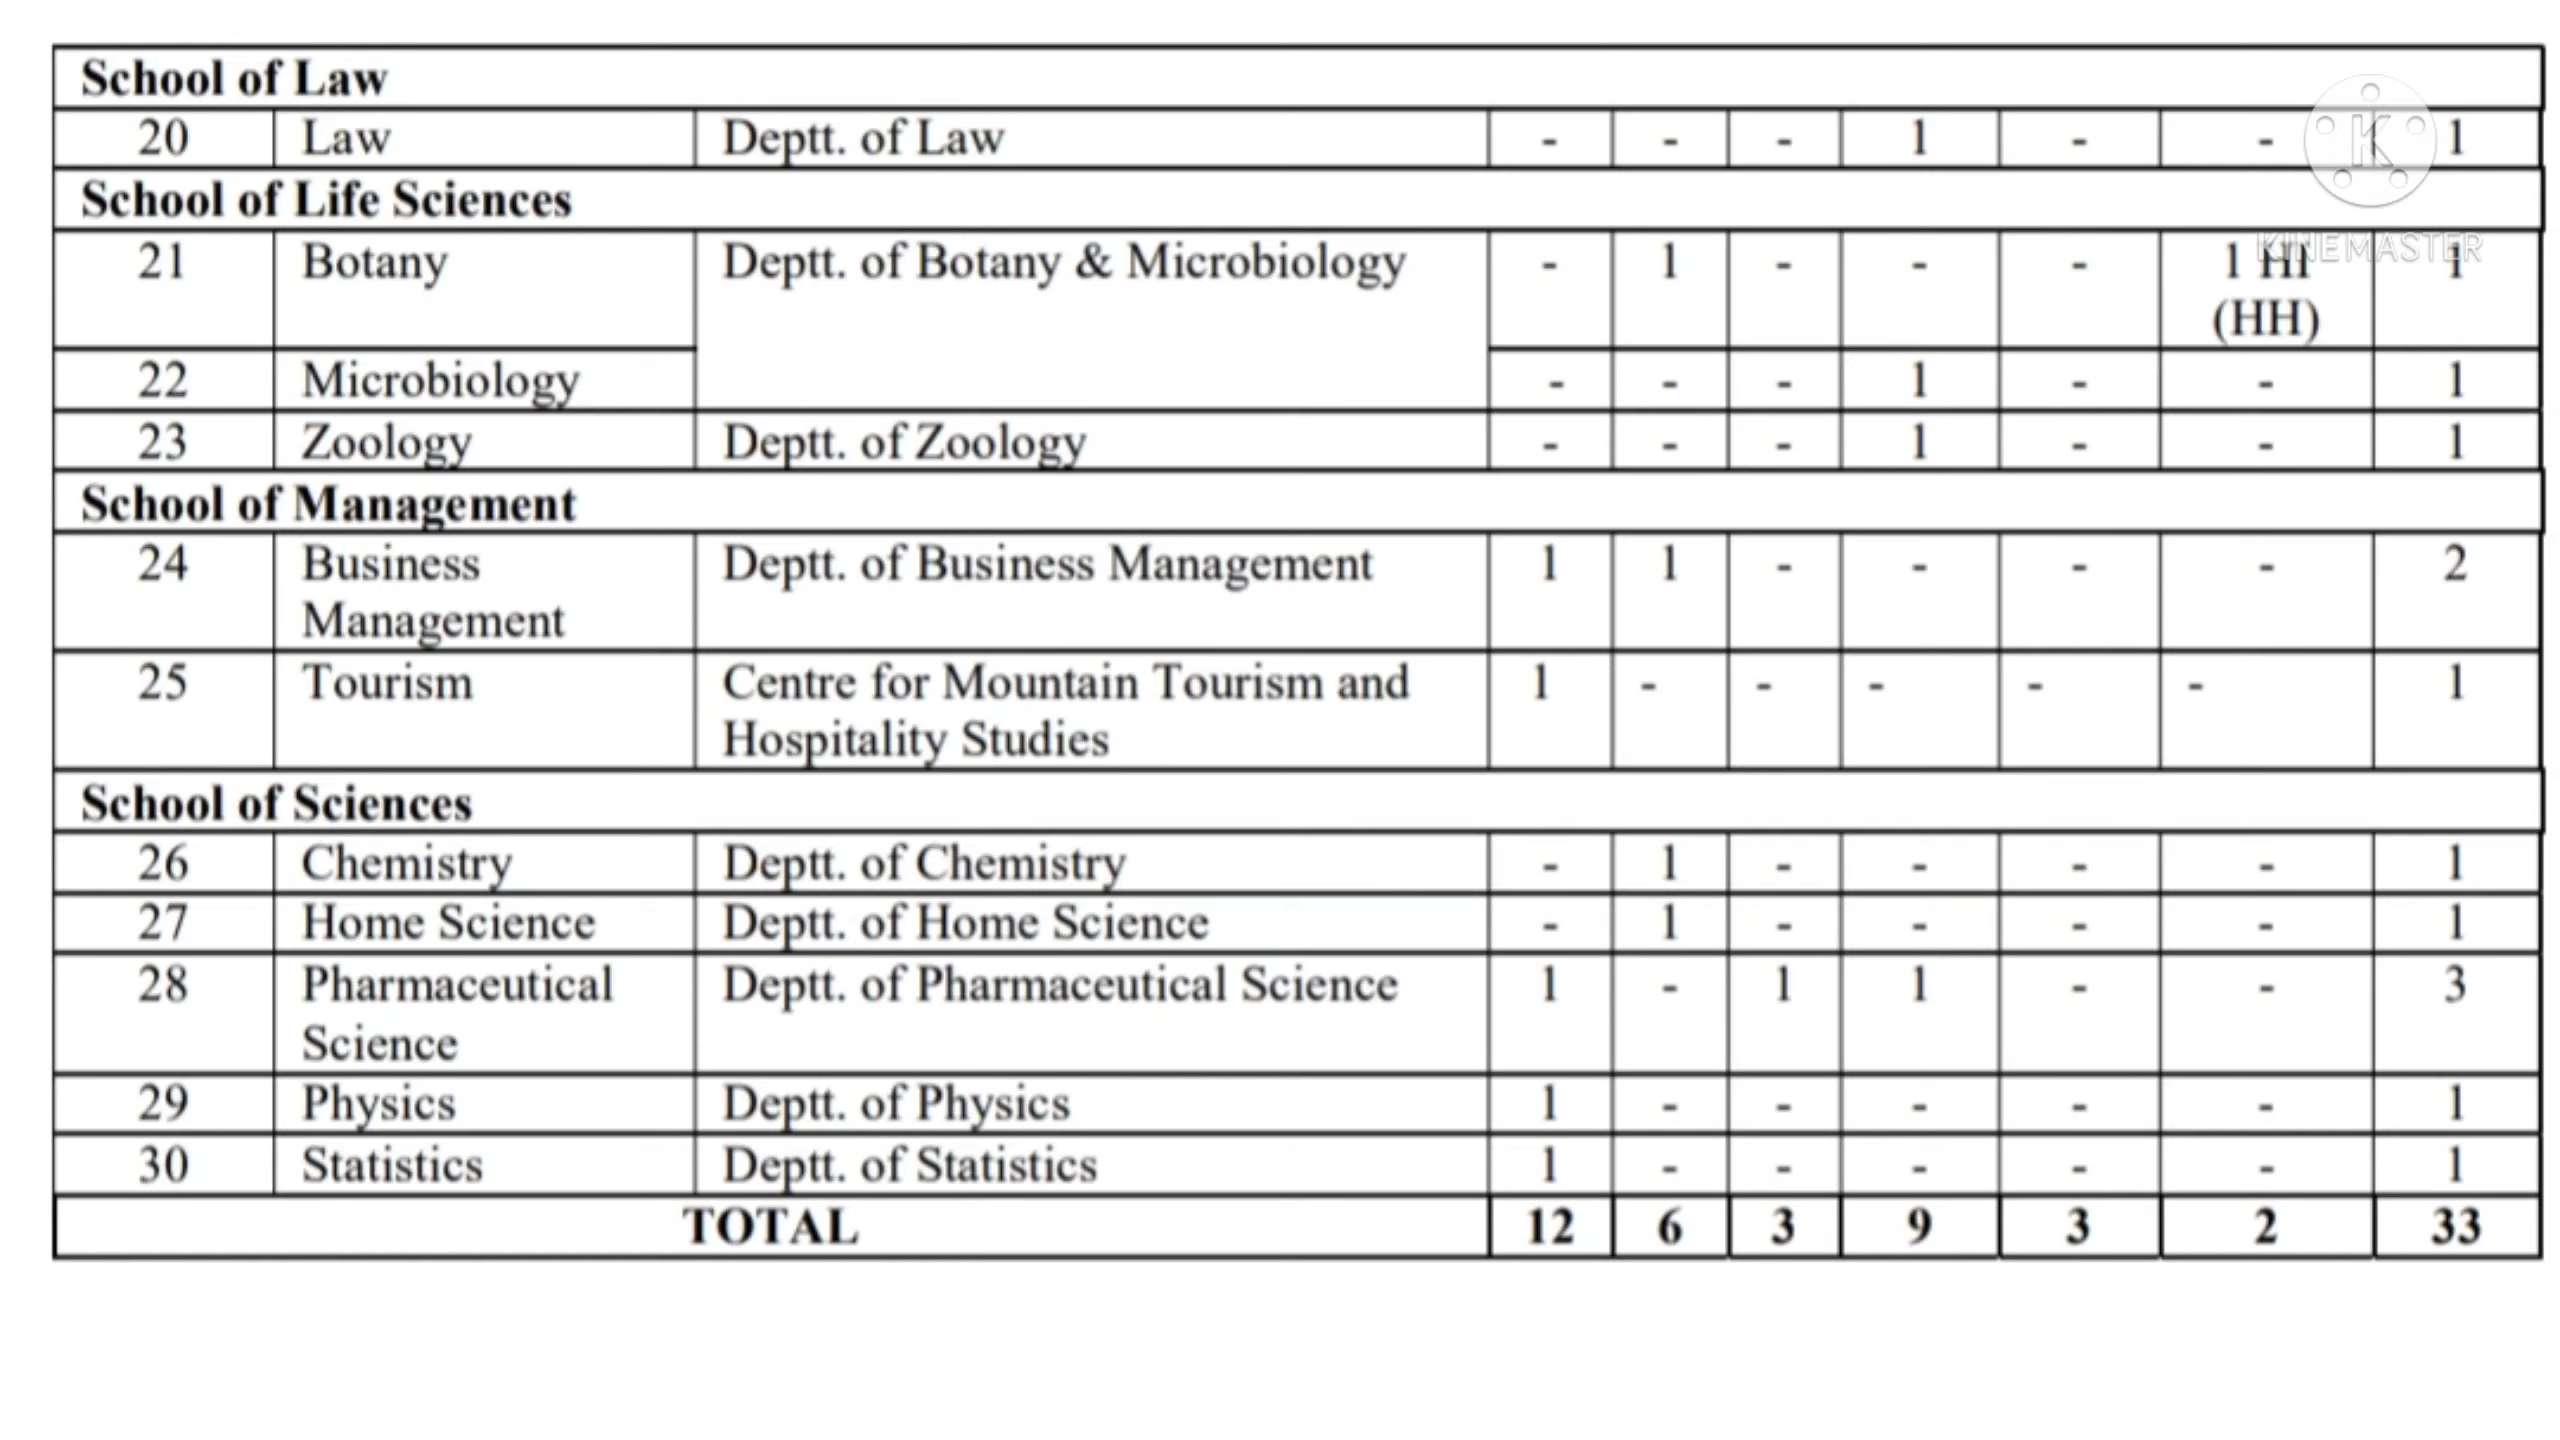 School of Law
20 Law Deptt. of Law - - - 1 - - 1
School of Life Sciences
21 Botany Deptt. of Botany & Microbiology - 1 - - - 1 HI 1
(HH)
22 Microbiology - - - 1 - - 1
23 Zoology Deptt. of Zoology - - - 1 - - 1
School of Management
24 Business Deptt. of Business Management 1 1 - - - - 2
Management
25 Tourism Centre for Mountain Tourism and 1 - - - - - 1
Hospitality Studies
School of Sciences
26 Chemistry Deptt. of Chemistry - 1 - - - - 1
27 Home Science Deptt. of Home Science - 1 - - - - 1
28 Pharmaceutical Deptt. of Pharmaceutical Science 1 - 1 1 - - 3
Science
29 Physics Deptt. of Physics 1 - - - - - 1
30 Statistics Deptt. of Statistics 1 - - - - - 1
TOTAL 12 6 3 9 3 2 33
K
KINEMASTER